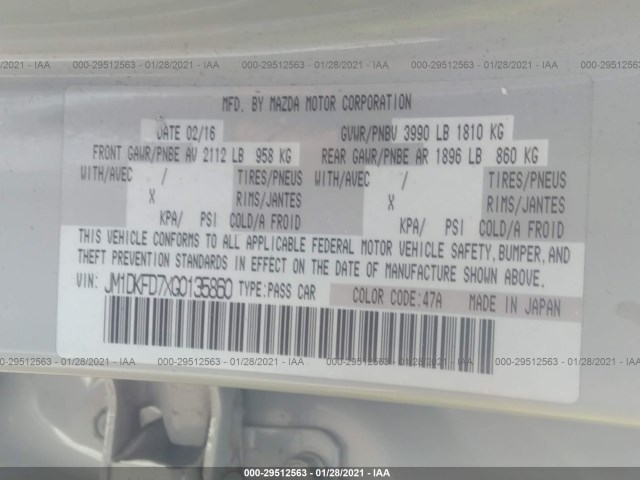 000-29512563 - 01/28/2021 - IAA 000-29512563 - 01/28/2021 - IAA 000-29512563 - 01/28/2021 - IAA
MFD. BY MAZDA MOTOR CORPORATION
DATE 02/16 GVWR/PNBV 3990 LB 1810 KG
FRONT GAWR/PNBE AV 2112 LB 958 KG REAR GAWR/PNBE AR 1896 LB 860 KG
WITH/AVEC / TIRES/PNEUS WITH/AVEC / TIRES/PNEUS
X RIMS/JANTES X RIMS/JANTES
KPA/ PSI COLD/A FROID KPA/ PSI COLD/A FROID
THIS VEHICLE CONFORMS TO ALL APPLICABLE FEDERAL MOTOR VEHICLE SAFETY, BUMPER, AND
THEFT PREVENTION STANDARDS IN EFFECT ON THE DATE OF MANUFACTURE SHOWN ABOVE.
VIN: JM1DKFD7XG0135860 TYPE:PASS CAR COLOR CODE:47A MADE IN JAPAN
000-29512563 - 01/28/2021 - IAA 000-29512563 - 01/28/2021 - IAA 000-29512563 - 01/28/2021 - IAA
000-29512563 - 01/28/2021 - IAA